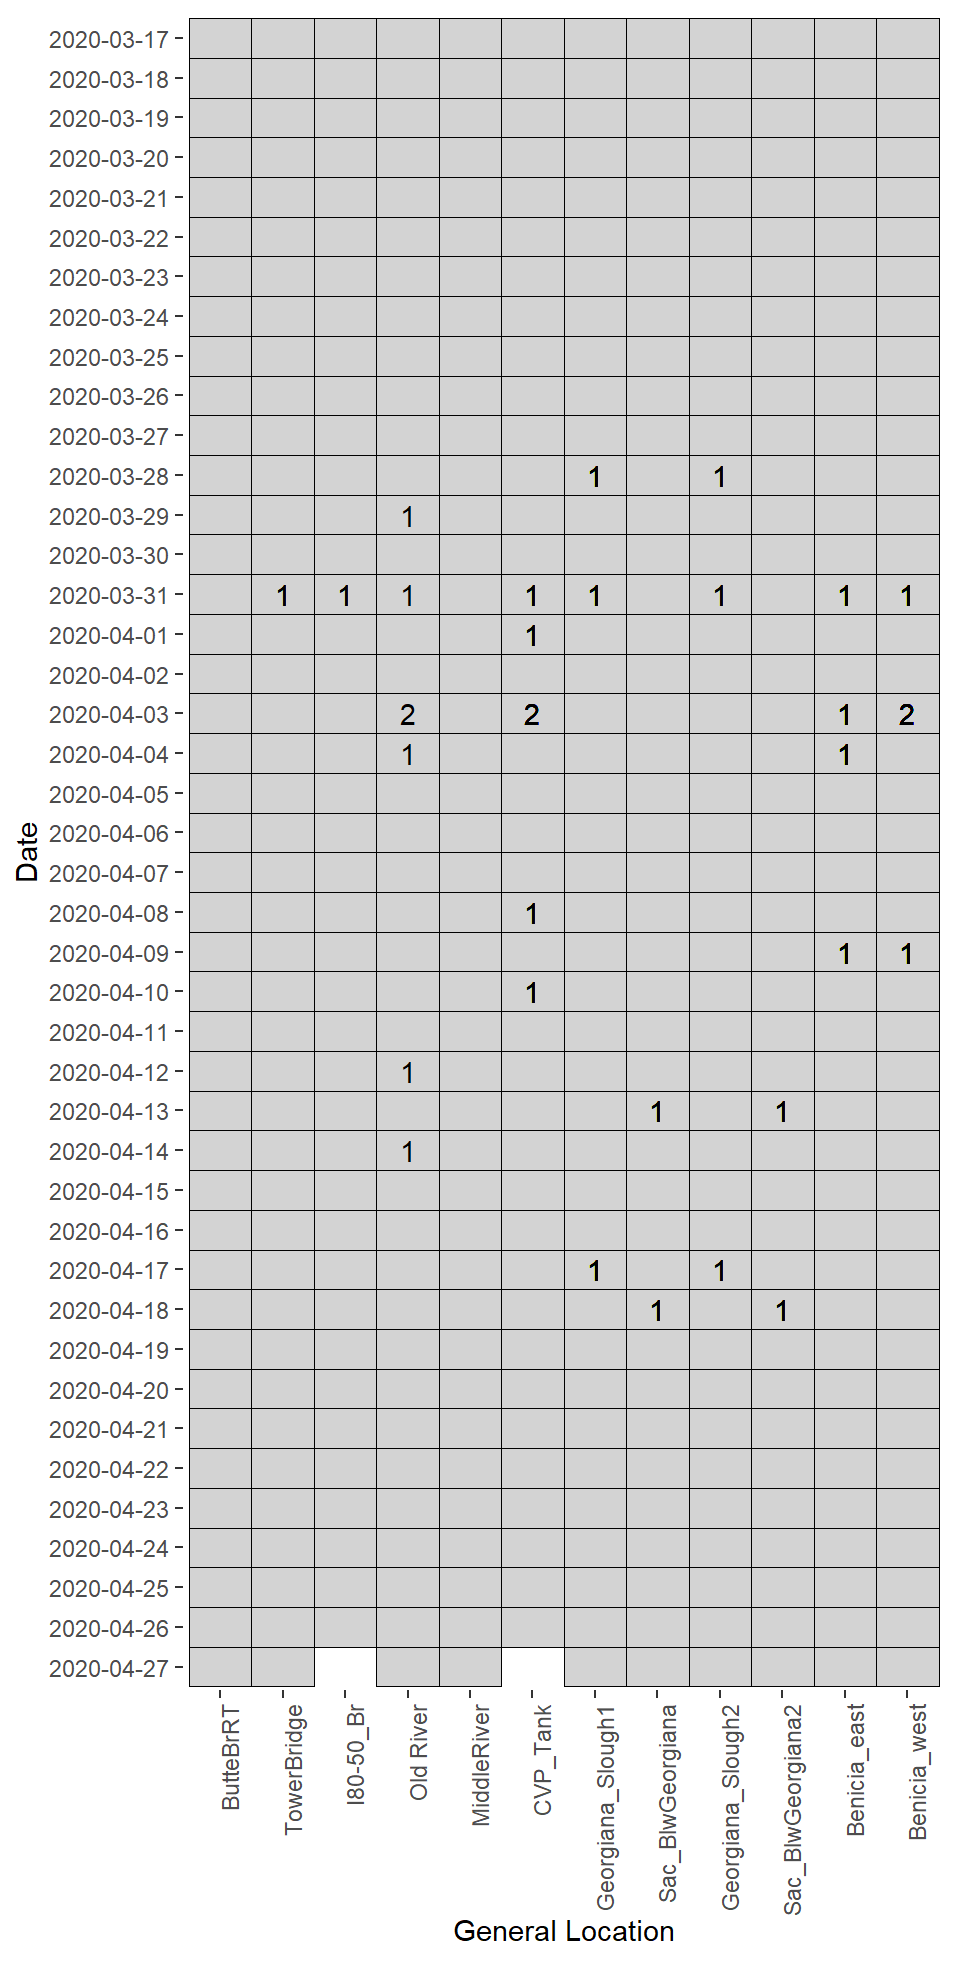 2020-03-17
2020-03-18
2020-03-19
2020-03-20
2020-03-21
2020-03-22
2020-03-23
2020-03-24
2020-03-25
2020-03-26
2020-03-27
2020-03-28 1 1
2020-03-29 1
2020-03-30
2020-03-31 1 1 1 1 1 1 1 1
2020-04-01 1
2020-04-02
2020-04-03 2 2 1 2
2020-04-04 1 1
2020-04-05
2020-04-06
2020-04-07
2020-04-08 1
2020-04-09 1 1
2020-04-10 1
2020-04-11
2020-04-12 1
2020-04-13 1 1
2020-04-14 1
2020-04-15
2020-04-16
2020-04-17 1 1
2020-04-18 1 1
2020-04-19
2020-04-20
2020-04-21
2020-04-22
2020-04-23
2020-04-24
2020-04-25
2020-04-26
2020-04-27
Date
ButteBrRT
TowerBridge
I80-50_Br
Old River
MiddleRiver
CVP_Tank
Georgiana_Slough1
Sac_BlwGeorgiana
Georgiana_Slough2
Sac_BlwGeorgiana2
Benicia_east
Benicia_west
General Location